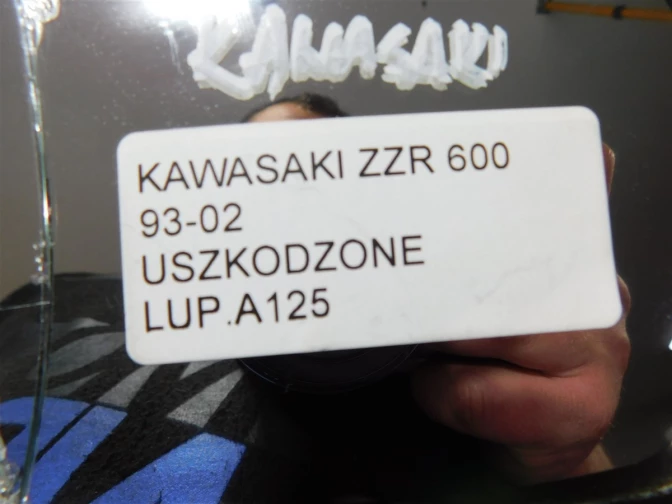 KAWASAKI
KAWASAKI ZZR 600
93-02
USZKODZONE
LUP.A125